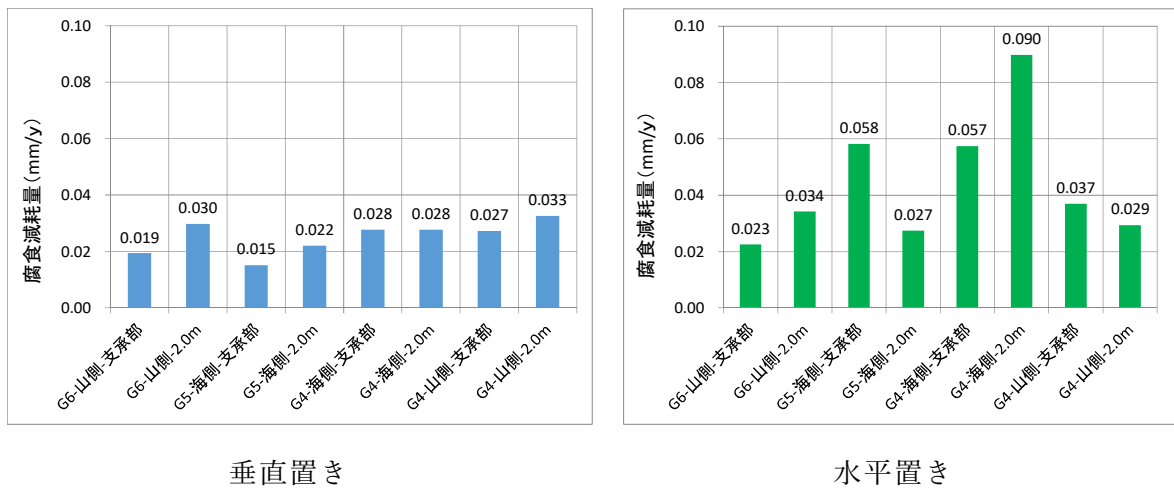 腐食減耗量(mm/y)
0.10
0.08
0.06
0.04
0.02
0.00
0.019
0.030
0.015
0.022
0.028
0.028
0.027
0.033
G6-山側-支承部
G6-山側-2.0m
G5-海側-支承部
G5-海側-2.0m
G4-海側-支承部
G4-海側-2.0m
G4-山側-支承部
G4-山側-2.0m
垂直置き
腐食減耗量(mm/y)
0.10
0.08
0.06
0.04
0.02
0.00
0.023
0.034
0.058
0.027
0.057
0.090
0.037
0.029
G6-山側-支承部
G6-山側-2.0m
G5-海側-支承部
G5-海側-2.0m
G4-海側-支承部
G4-海側-2.0m
G4-山側-支承部
G4-山側-2.0m
水平置き